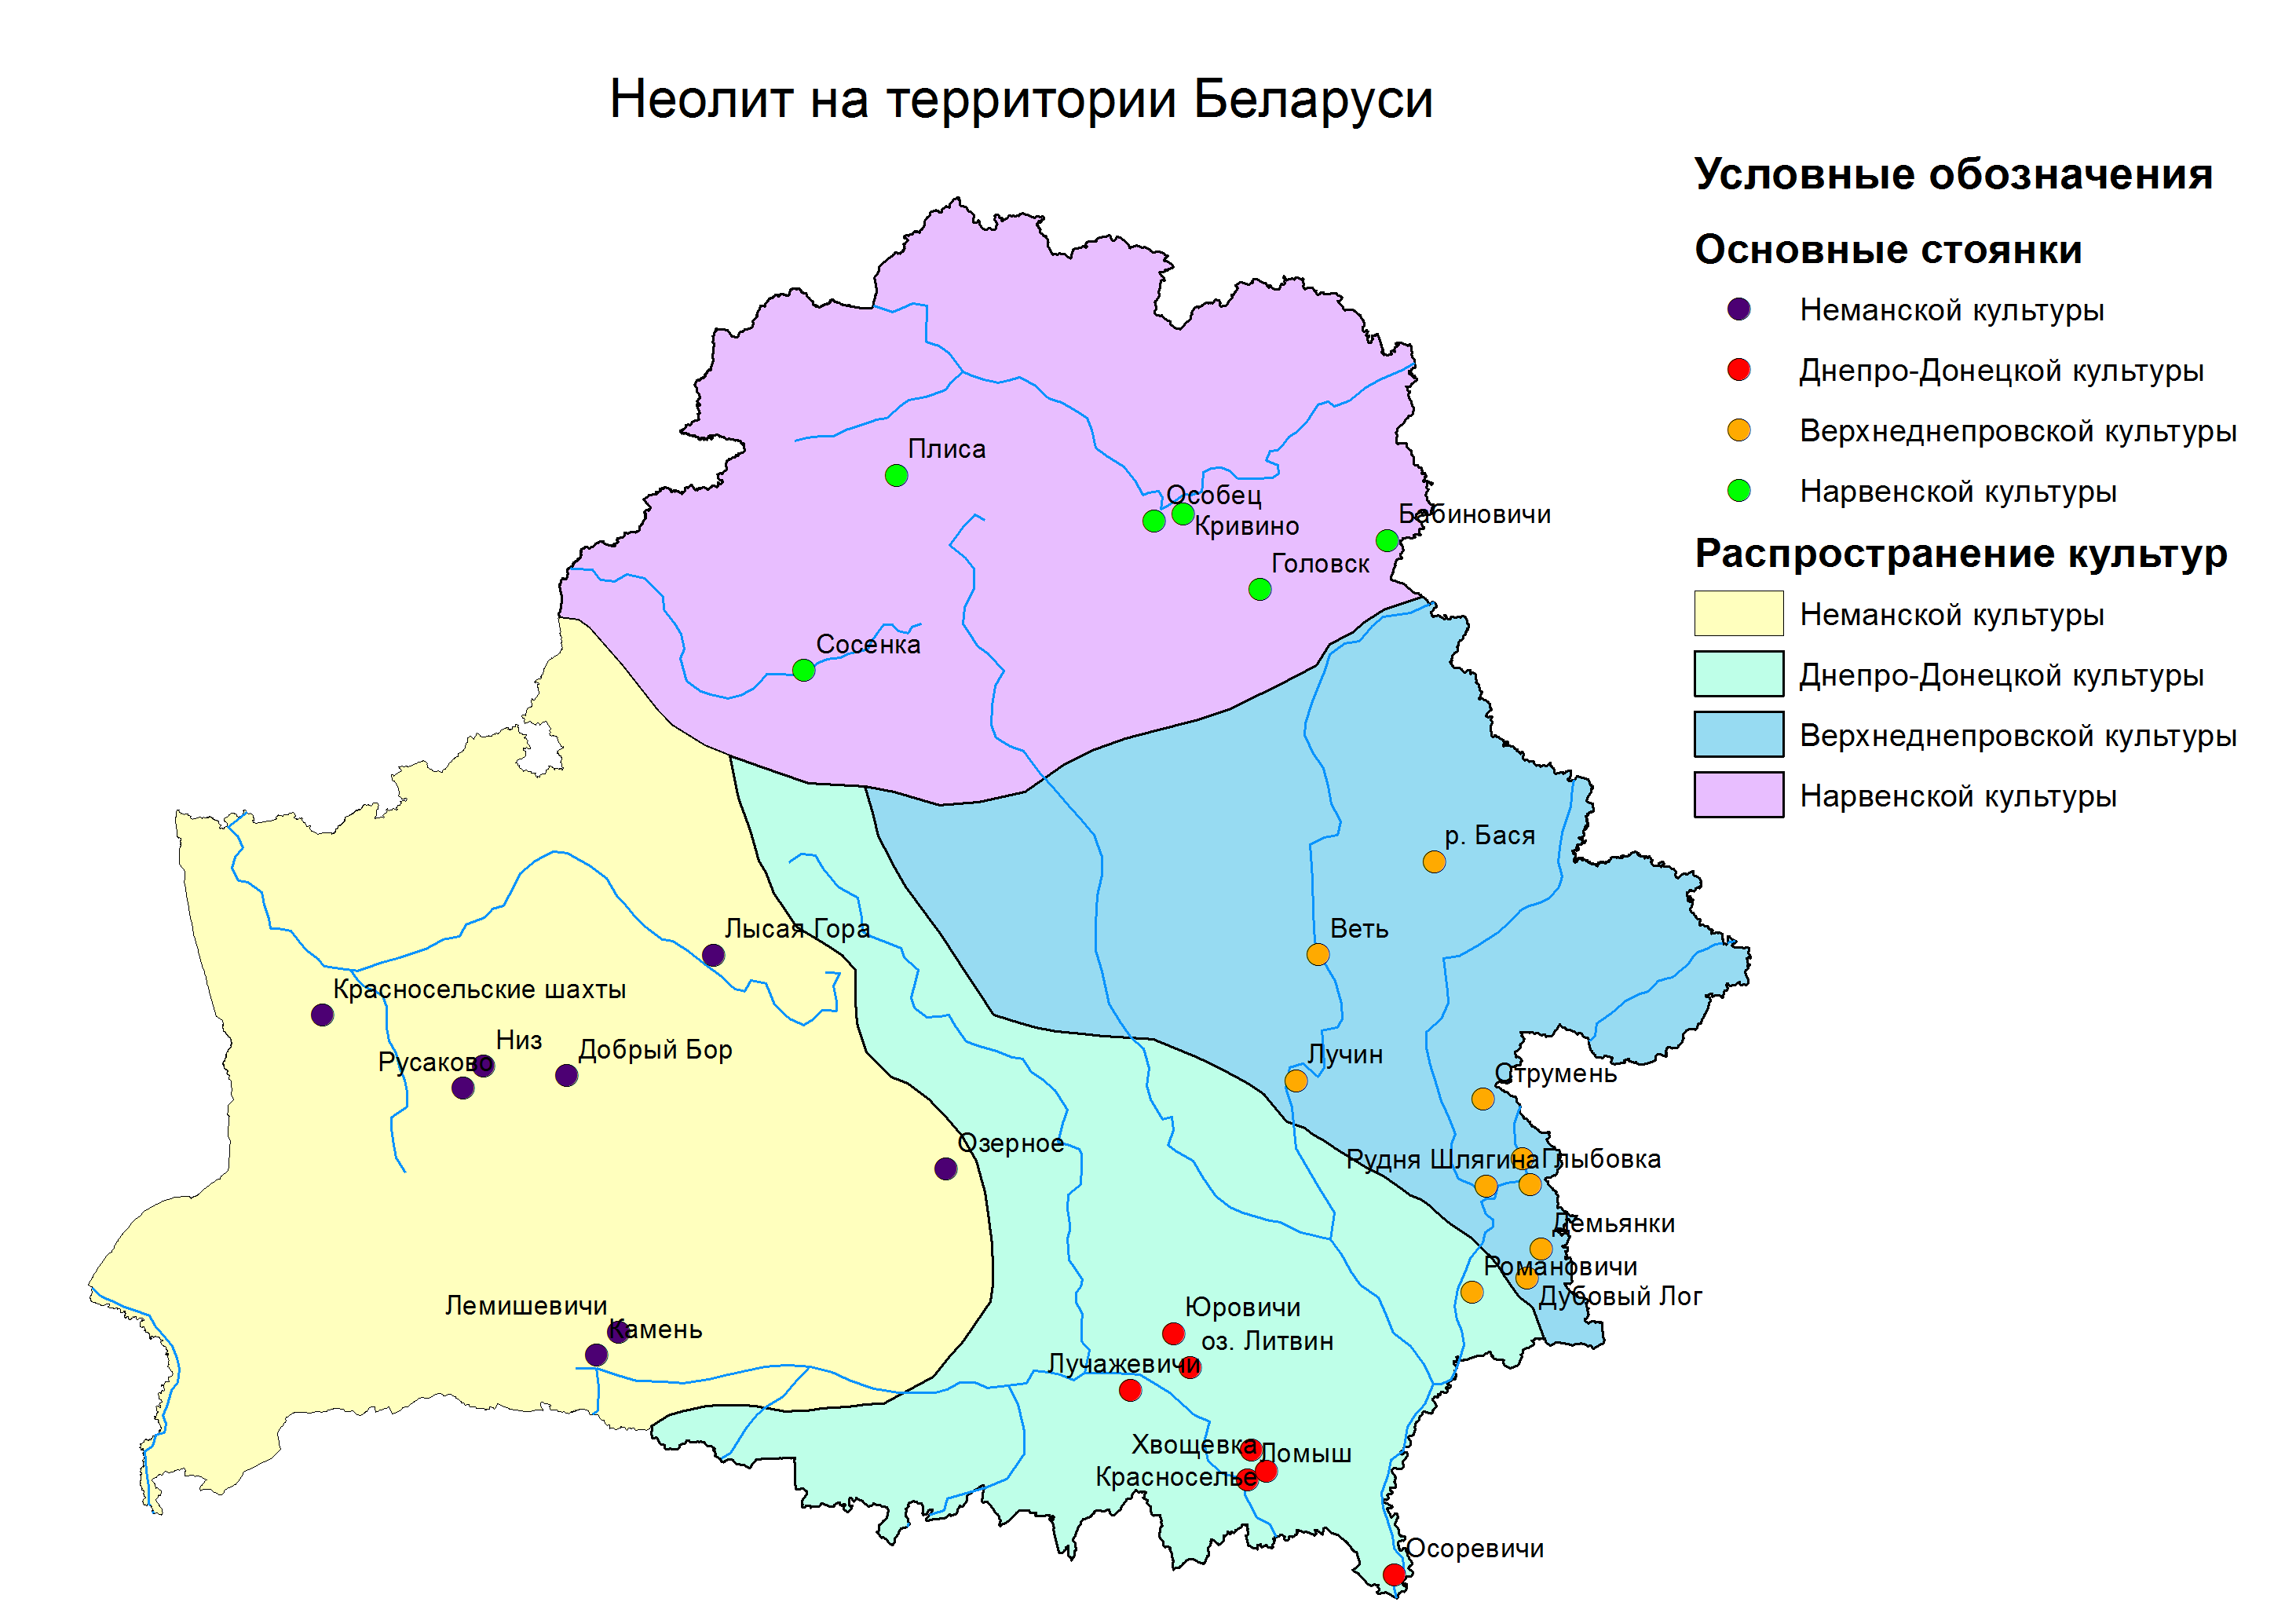 Неолит на территории Беларуси
Условные обозначения
Основные стоянки
Неманской культуры
Днепро-Донецкой культуры
Верхнеднепровской культуры
Нарвенской культуры
Распространение культур
Неманской культуры
Днепро-Донецкой культуры
Верхнеднепровской культуры
Нарвенской культуры
Плиса
Особец
Кривино
Бабиновичи
Головск
Сосенка
р. Бася
Лысая Гора
Веть
Красносельские шахты
Низ
Русаково
Добрый Бор
Лучин
Струмень
Озерное
Рудня Шлягина
Глыбовка
Демьянки
Романовичи
Дубовый Лог
Лемишевичи
Камень
Юровичи
оз. Литвин
Лучажевичи
Хвощевка
Ломыш
Красноселье
Осоревичи